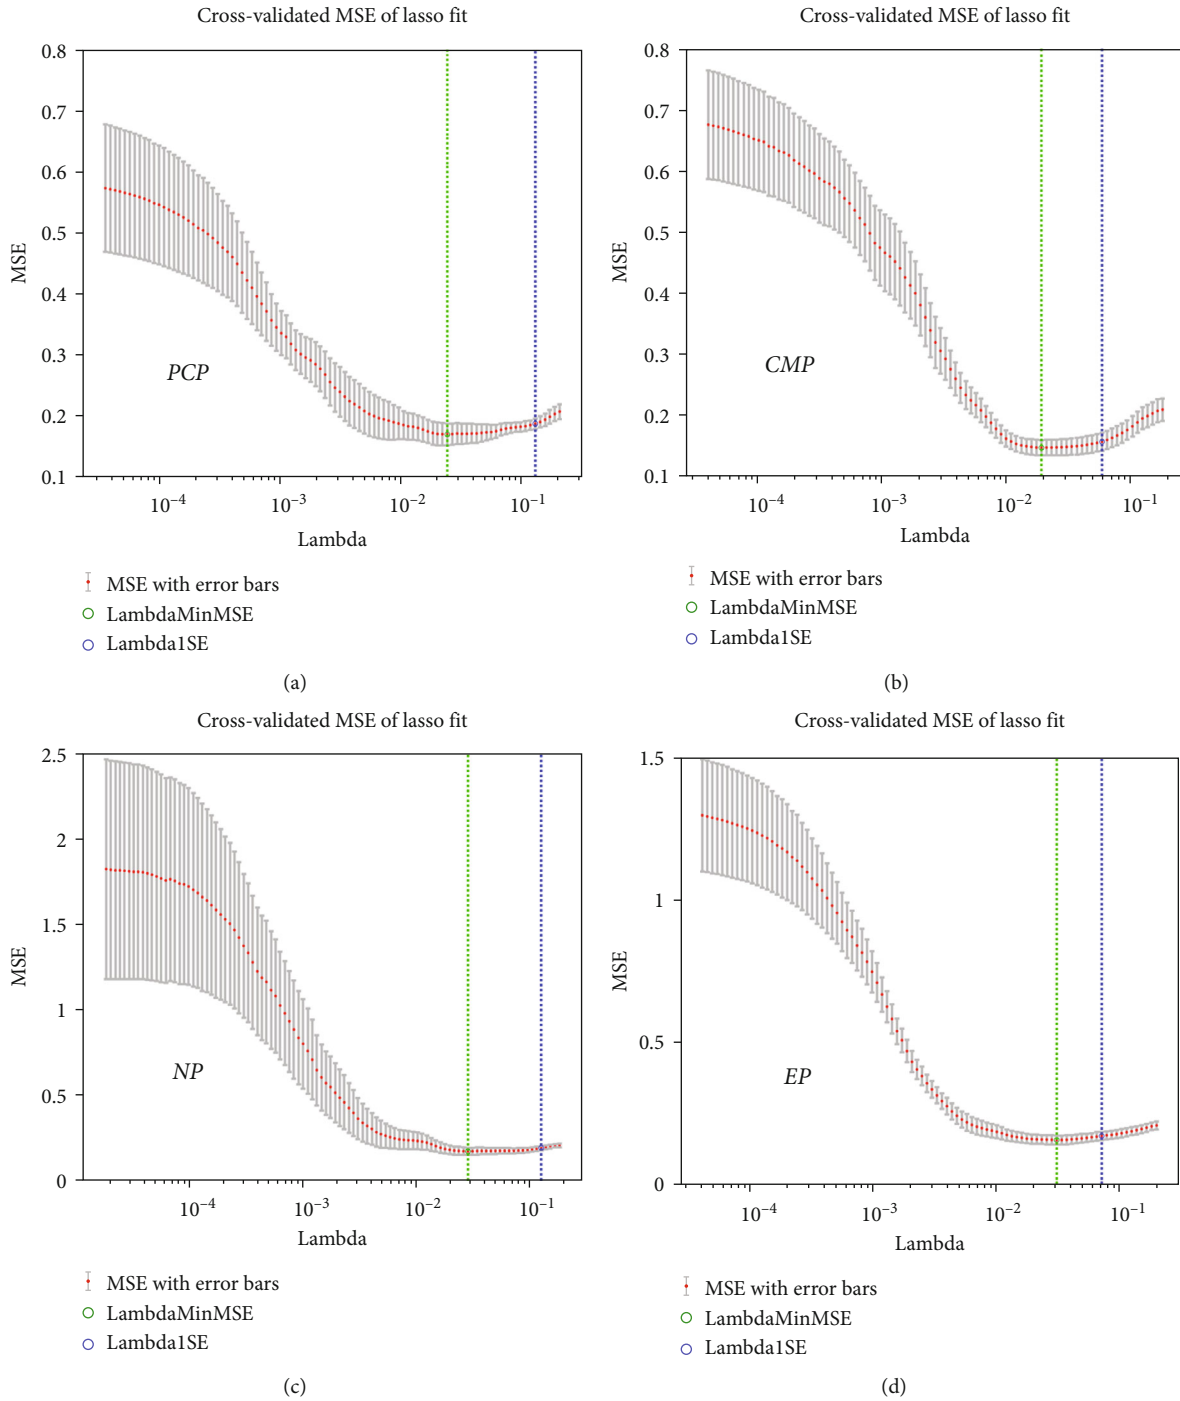 Cross-validated MSE of lasso fit
0.8
0.7
0.6
0.5
0.4
0.3
0.2
0.1
MSE
PCP
10⁻⁴ 10⁻³ 10⁻² 10⁻¹
Lambda
MSE with error bars
LambdaMinMSE
Lambda1SE
(a)
Cross-validated MSE of lasso fit
0.8
0.7
0.6
0.5
0.4
0.3
0.2
0.1
MSE
CMP
10⁻⁴ 10⁻³ 10⁻² 10⁻¹
Lambda
MSE with error bars
LambdaMinMSE
Lambda1SE
(b)
Cross-validated MSE of lasso fit
2.5
2
1.5
1
0.5
0
MSE
NP
10⁻⁴ 10⁻³ 10⁻² 10⁻¹
Lambda
MSE with error bars
LambdaMinMSE
Lambda1SE
(c)
Cross-validated MSE of lasso fit
1.5
1
0.5
0
MSE
EP
10⁻⁴ 10⁻³ 10⁻² 10⁻¹
Lambda
MSE with error bars
LambdaMinMSE
Lambda1SE
(d)